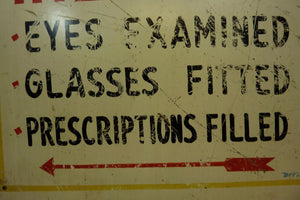 · EYES EXAMINED
· GLASSES FITTED
· PRESCRIPTIONS FILLED